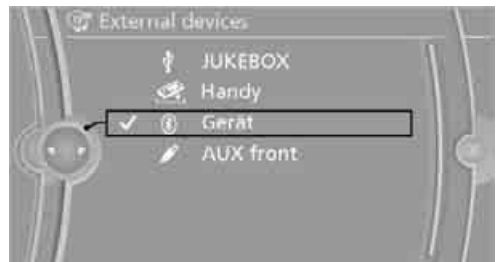 External devices
JUKEBOX
Handy
Gerät
AUX front